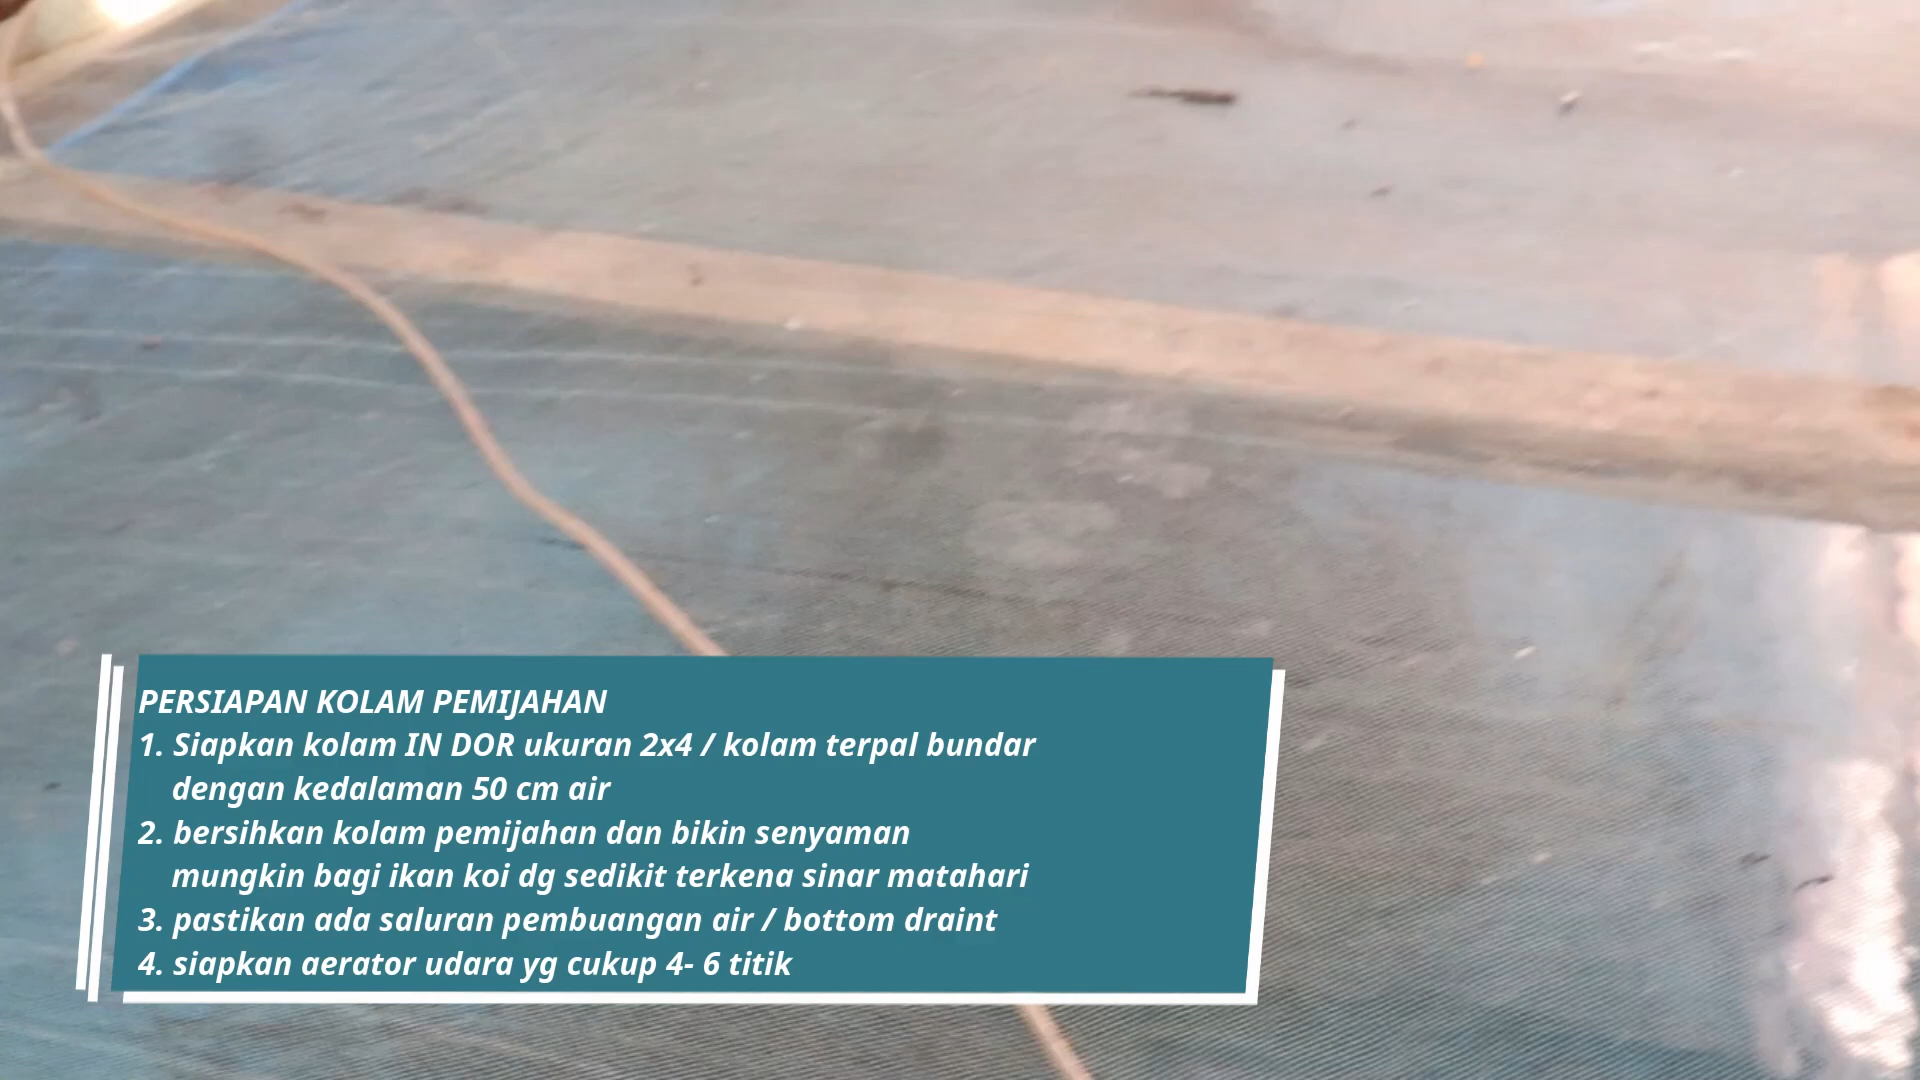 PERSIAPAN KOLAM PEMIJAHAN
1. Siapkan kolam IN DOR ukuran 2x4 / kolam terpal bundar
dengan kedalaman 50 cm air
2. bersihkan kolam pemijahan dan bikin senyaman
mungkin bagi ikan koi dg sedikit terkena sinar matahari
3. pastikan ada saluran pembuangan air / bottom draint
4. siapkan aerator udara yg cukup 4- 6 titik